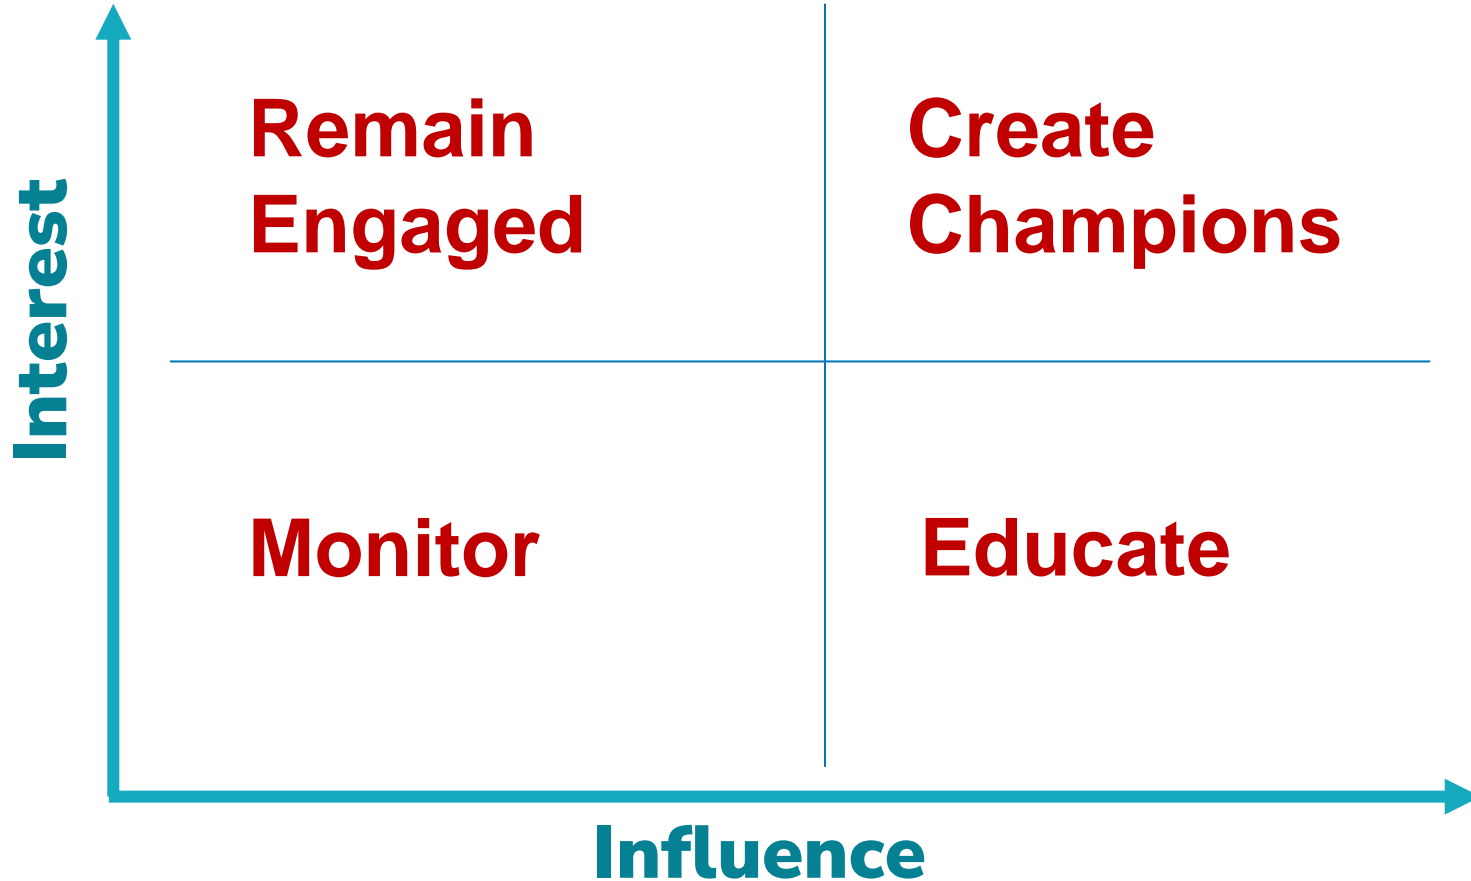 Remain
Engaged
Create
Champions
Interest
Monitor
Educate
Influence